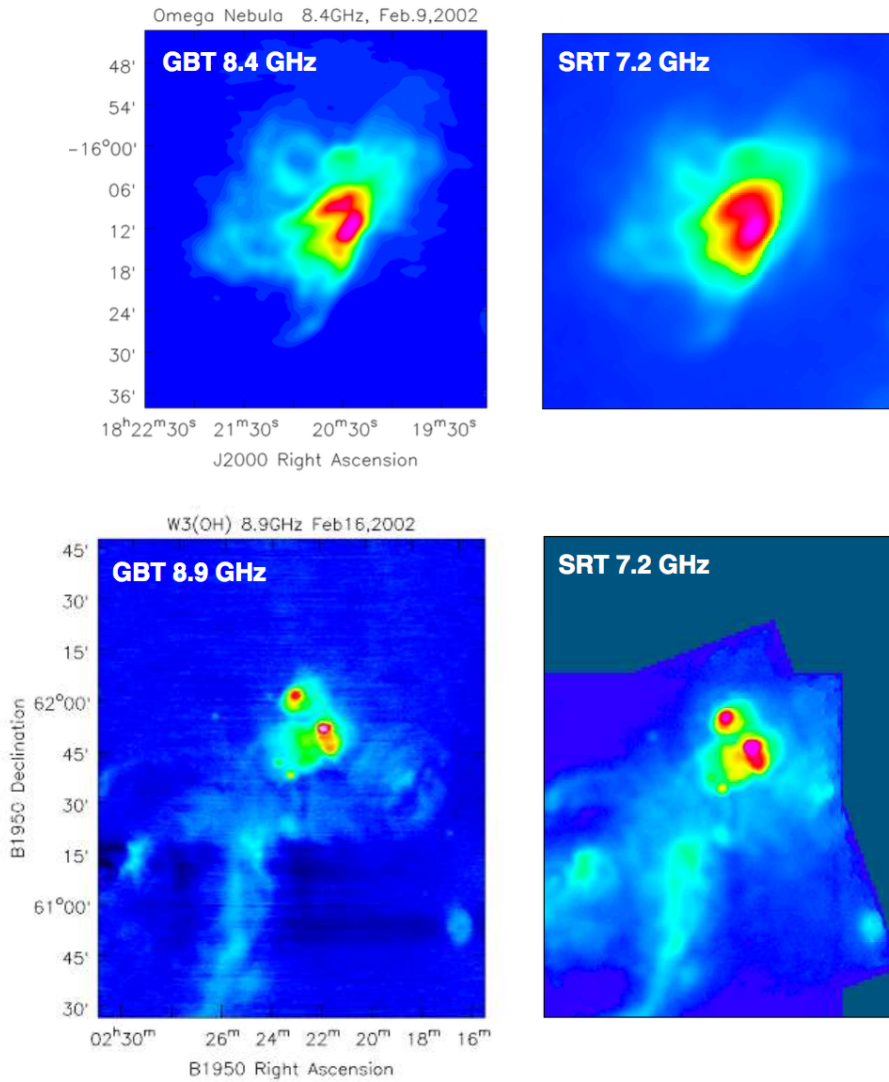 Omega Nebula 8.4GHz, Feb.9,2002
GBT 8.4 GHz
SRT 7.2 GHz
48'
54'
-16°00'
06'
12'
18'
24'
30'
36'
18ʰ22ᵐ30ˢ 21ᵐ30ˢ 20ᵐ30ˢ 19ᵐ30ˢ
J2000 Right Ascension
W3(OH) 8.9GHz Feb16,2002
GBT 8.9 GHz
SRT 7.2 GHz
45'
30'
15'
62°00'
45'
30'
15'
61°00'
45'
30'
B1950 Declination
02ʰ30ᵐ 26ᵐ 24ᵐ 22ᵐ 20ᵐ 18ᵐ 16ᵐ
B1950 Right Ascension